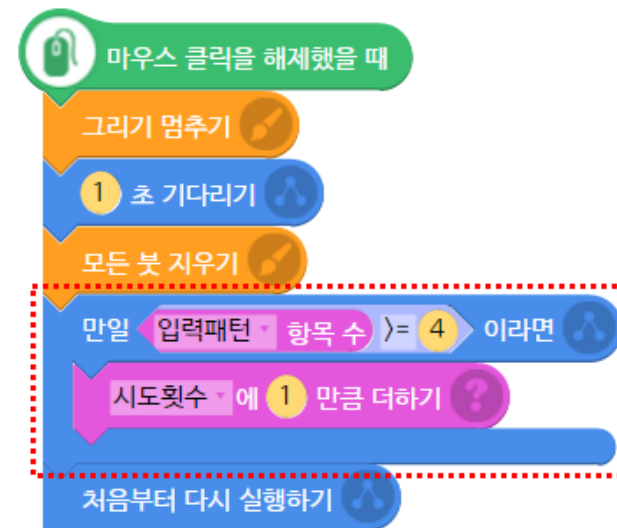 마우스 클릭을 해제했을 때
그리기 멈추기
1 초 기다리기
모든 붓 지우기
만일 입력패턴 항목 수 >= 4 이라면
시도횟수 에 1 만큼 더하기 ?
처음부터 다시 실행하기